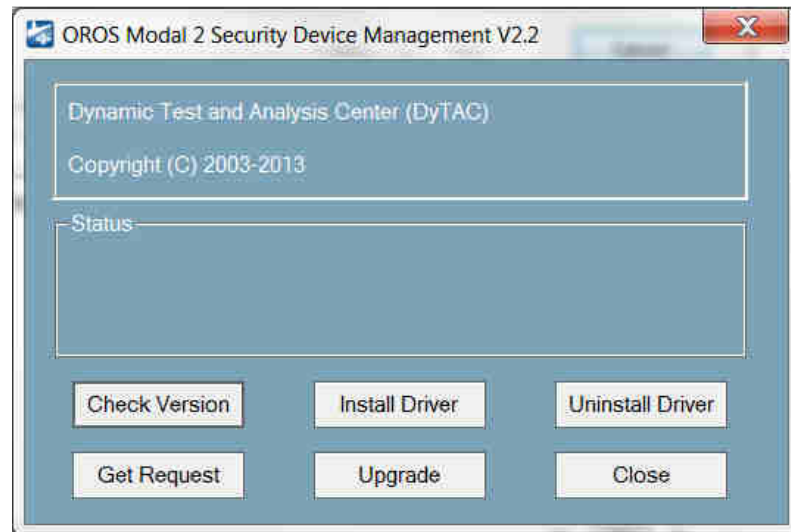 OROS Modal 2 Security Device Management V2.2
Dynamic Test and Analysis Center (DyTAC)
Copyright (C) 2003-2013
Status
Check Version Install Driver Uninstall Driver
Get Request Upgrade Close